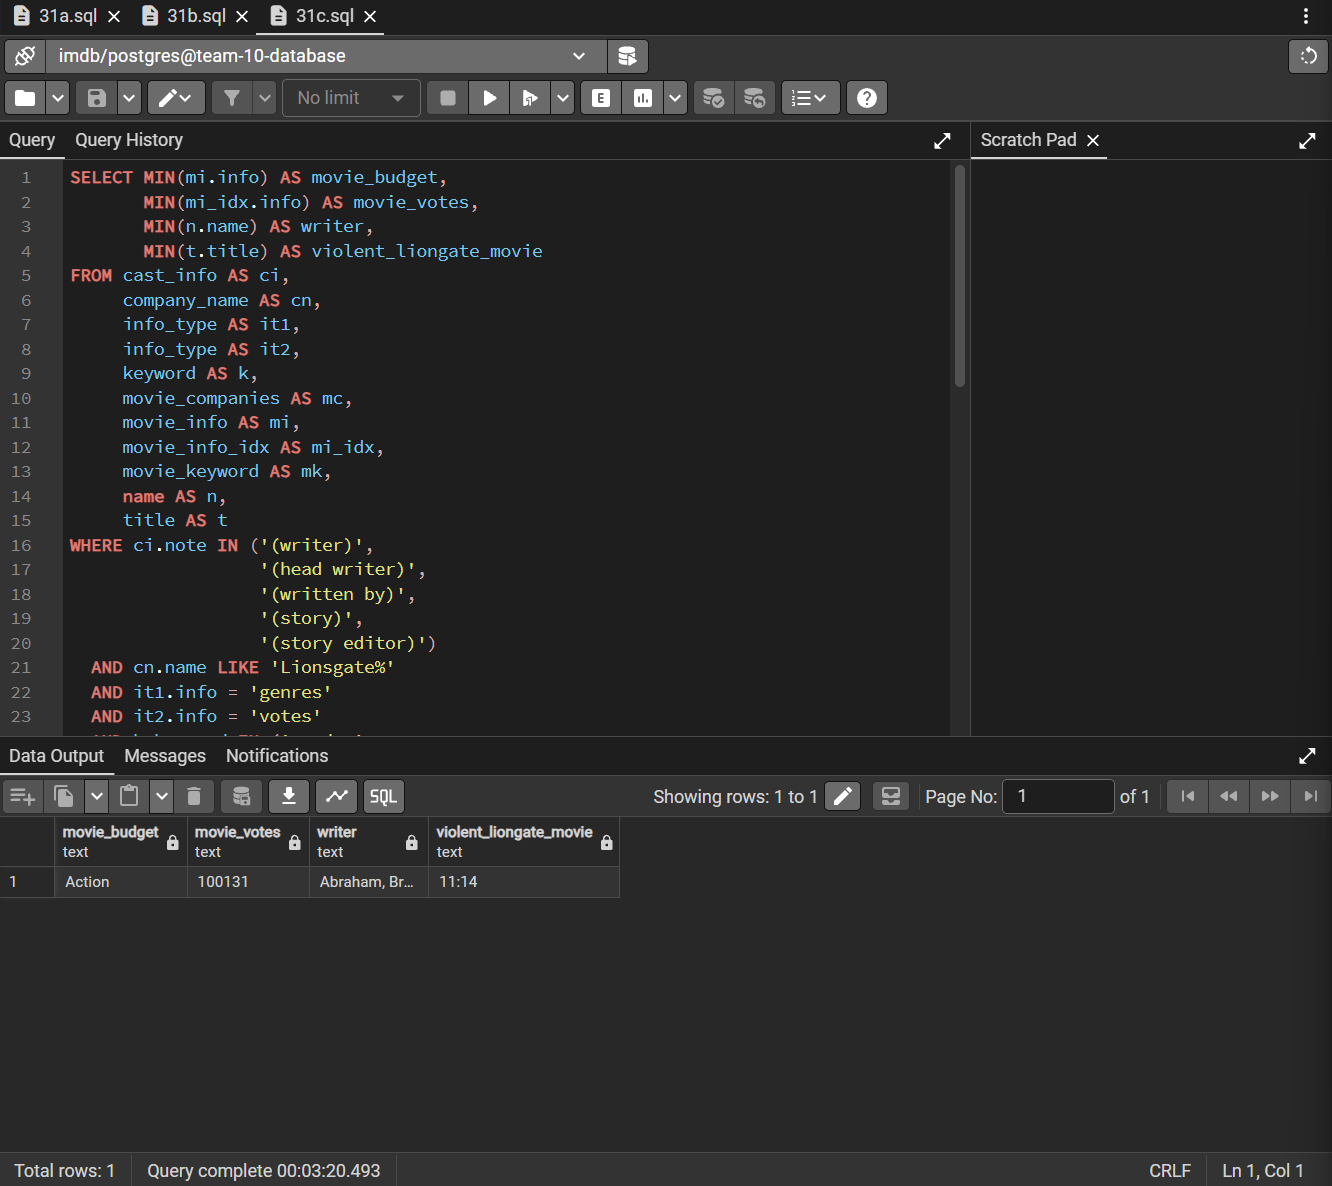 31a.sql 31b.sql 31c.sql
imdb/postgres@team-10-database
No limit
Query Query History
Scratch Pad
1 SELECT MIN(mi.info) AS movie_budget,
2 MIN(mi_idx.info) AS movie_votes,
3 MIN(n.name) AS writer,
4 MIN(t.title) AS violent_liongate_movie
5 FROM cast_info AS ci,
6 company_name AS cn,
7 info_type AS it1,
8 info_type AS it2,
9 keyword AS k,
10 movie_companies AS mc,
11 movie_info AS mi,
12 movie_info_idx AS mi_idx,
13 movie_keyword AS mk,
14 name AS n,
15 title AS t
16 WHERE ci.note IN ('(writer)',
17 '(head writer)',
18 '(written by)',
19 '(story)',
20 '(story editor)')
21 AND cn.name LIKE 'Lionsgate%'
22 AND it1.info = 'genres'
23 AND it2.info = 'votes'
Data Output Messages Notifications
SQL Showing rows: 1 to 1 Page No: 1 of 1
movie_budget movie_votes writer violent_liongate_movie
text text text text
1 Action 100131 Abraham, Br... 11:14
Total rows: 1 Query complete 00:03:20.493 CRLF Ln 1, Col 1